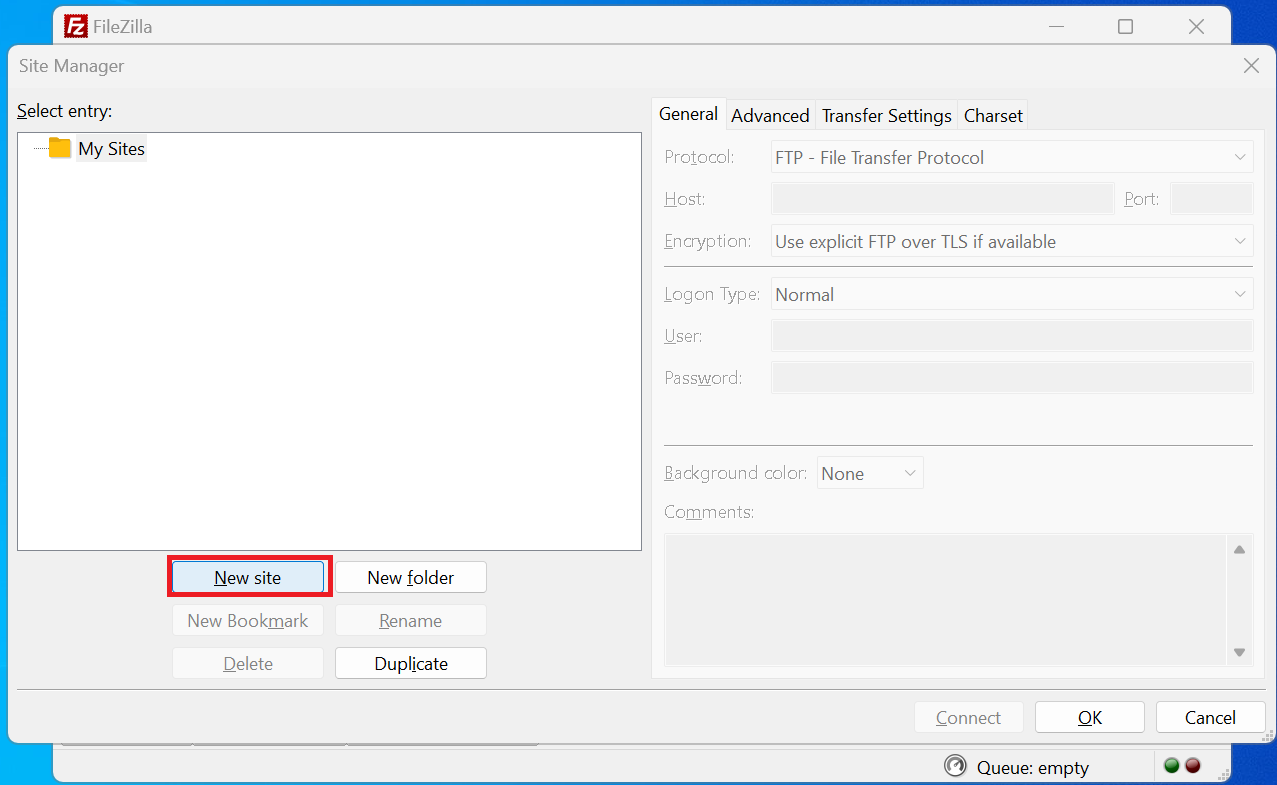 FileZilla
Site Manager
Select entry:
My Sites
New site
New folder
New Bookmark
Rename
Delete
Duplicate
General
Advanced
Transfer Settings
Charset
Protocol:
FTP - File Transfer Protocol
Host:
Port:
Encryption:
Use explicit FTP over TLS if available
Logon Type:
Normal
User:
Password:
Background color:
None
Comments:
Connect
OK
Cancel
Queue: empty